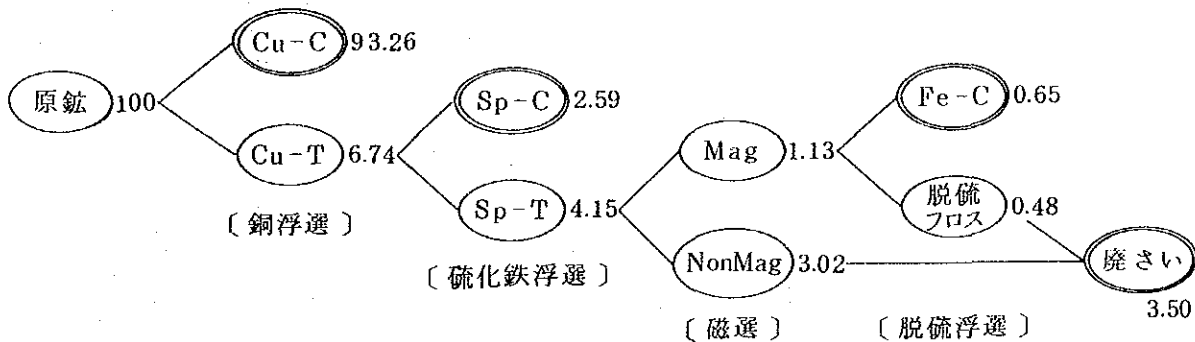 原鉱 100
Cu-C 93.26
Cu-T 6.74
〔銅浮選〕
Sp-C 2.59
Sp-T 4.15
〔硫化鉄浮選〕
Mag 1.13
NonMag 3.02
〔磁選〕
Fe-C 0.65
脱硫
フロス 0.48
〔脱硫浮選〕
廃さい
3.50